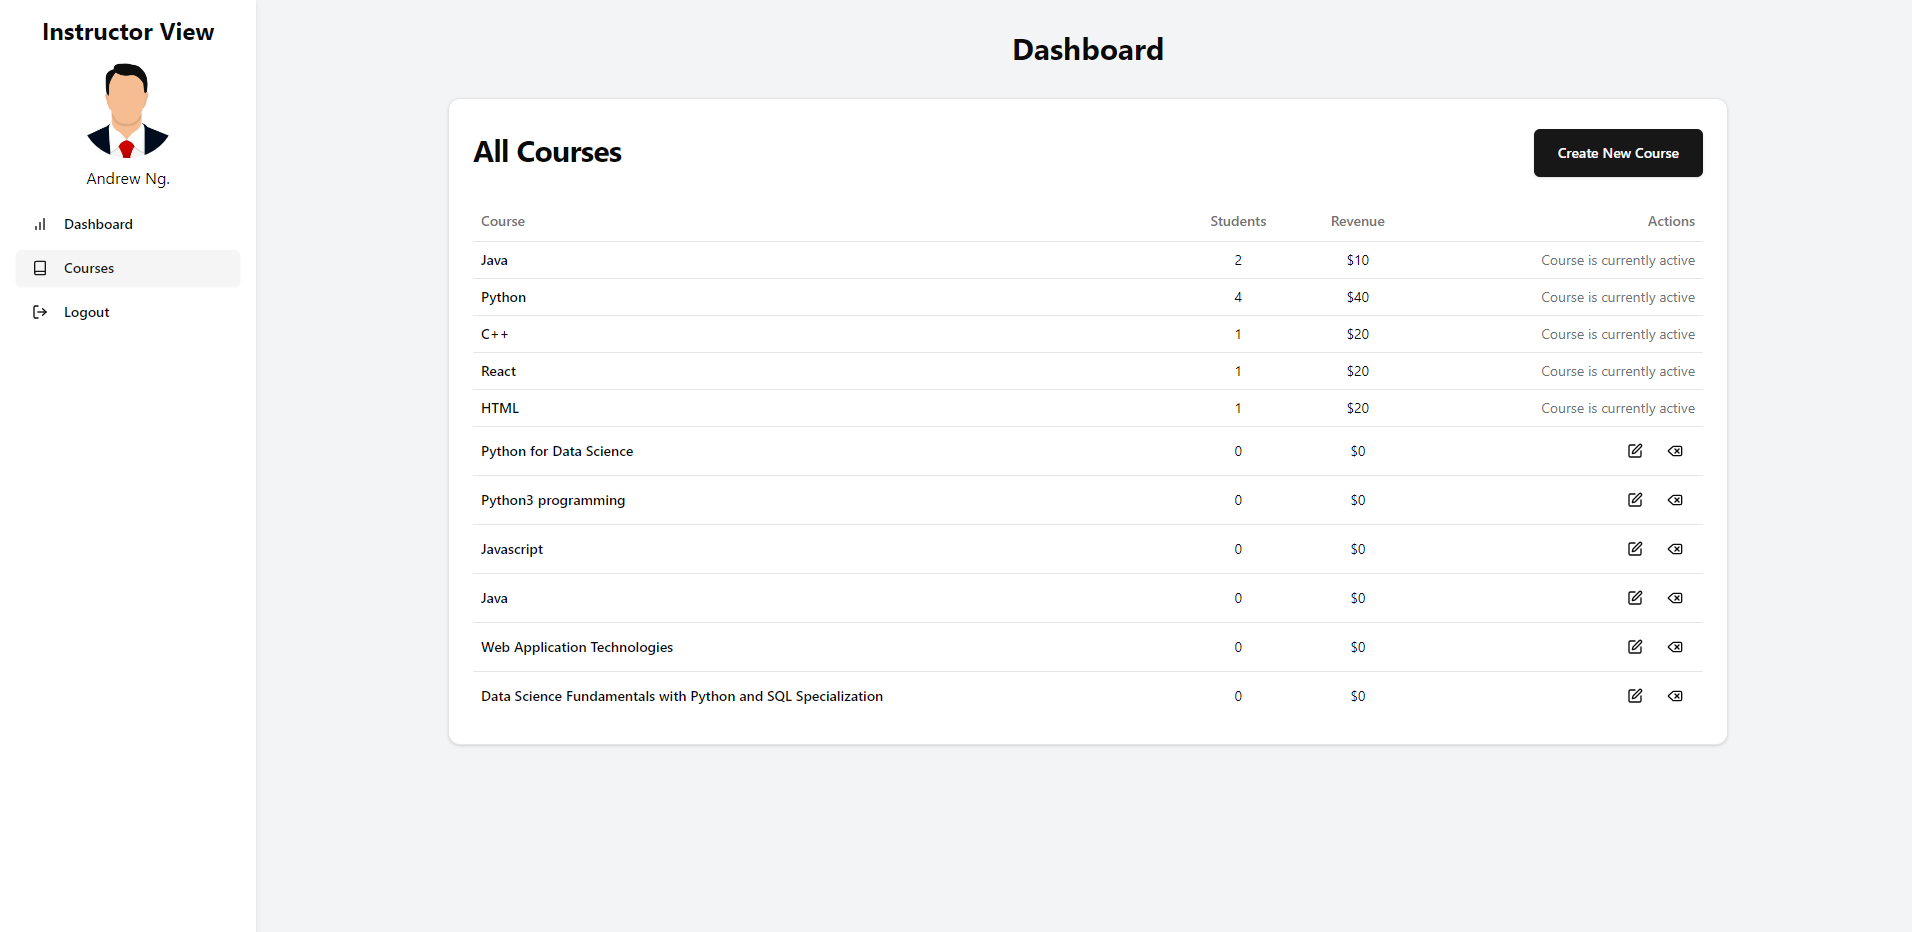 Instructor View
Andrew Ng.
Dashboard
Courses
Logout
Dashboard
All Courses
Create New Course
Course Students Revenue Actions
Java 2 $10 Course is currently active
Python 4 $40 Course is currently active
C++ 1 $20 Course is currently active
React 1 $20 Course is currently active
HTML 1 $20 Course is currently active
Python for Data Science 0 $0
Python3 programming 0 $0
Javascript 0 $0
Java 0 $0
Web Application Technologies 0 $0
Data Science Fundamentals with Python and SQL Specialization 0 $0